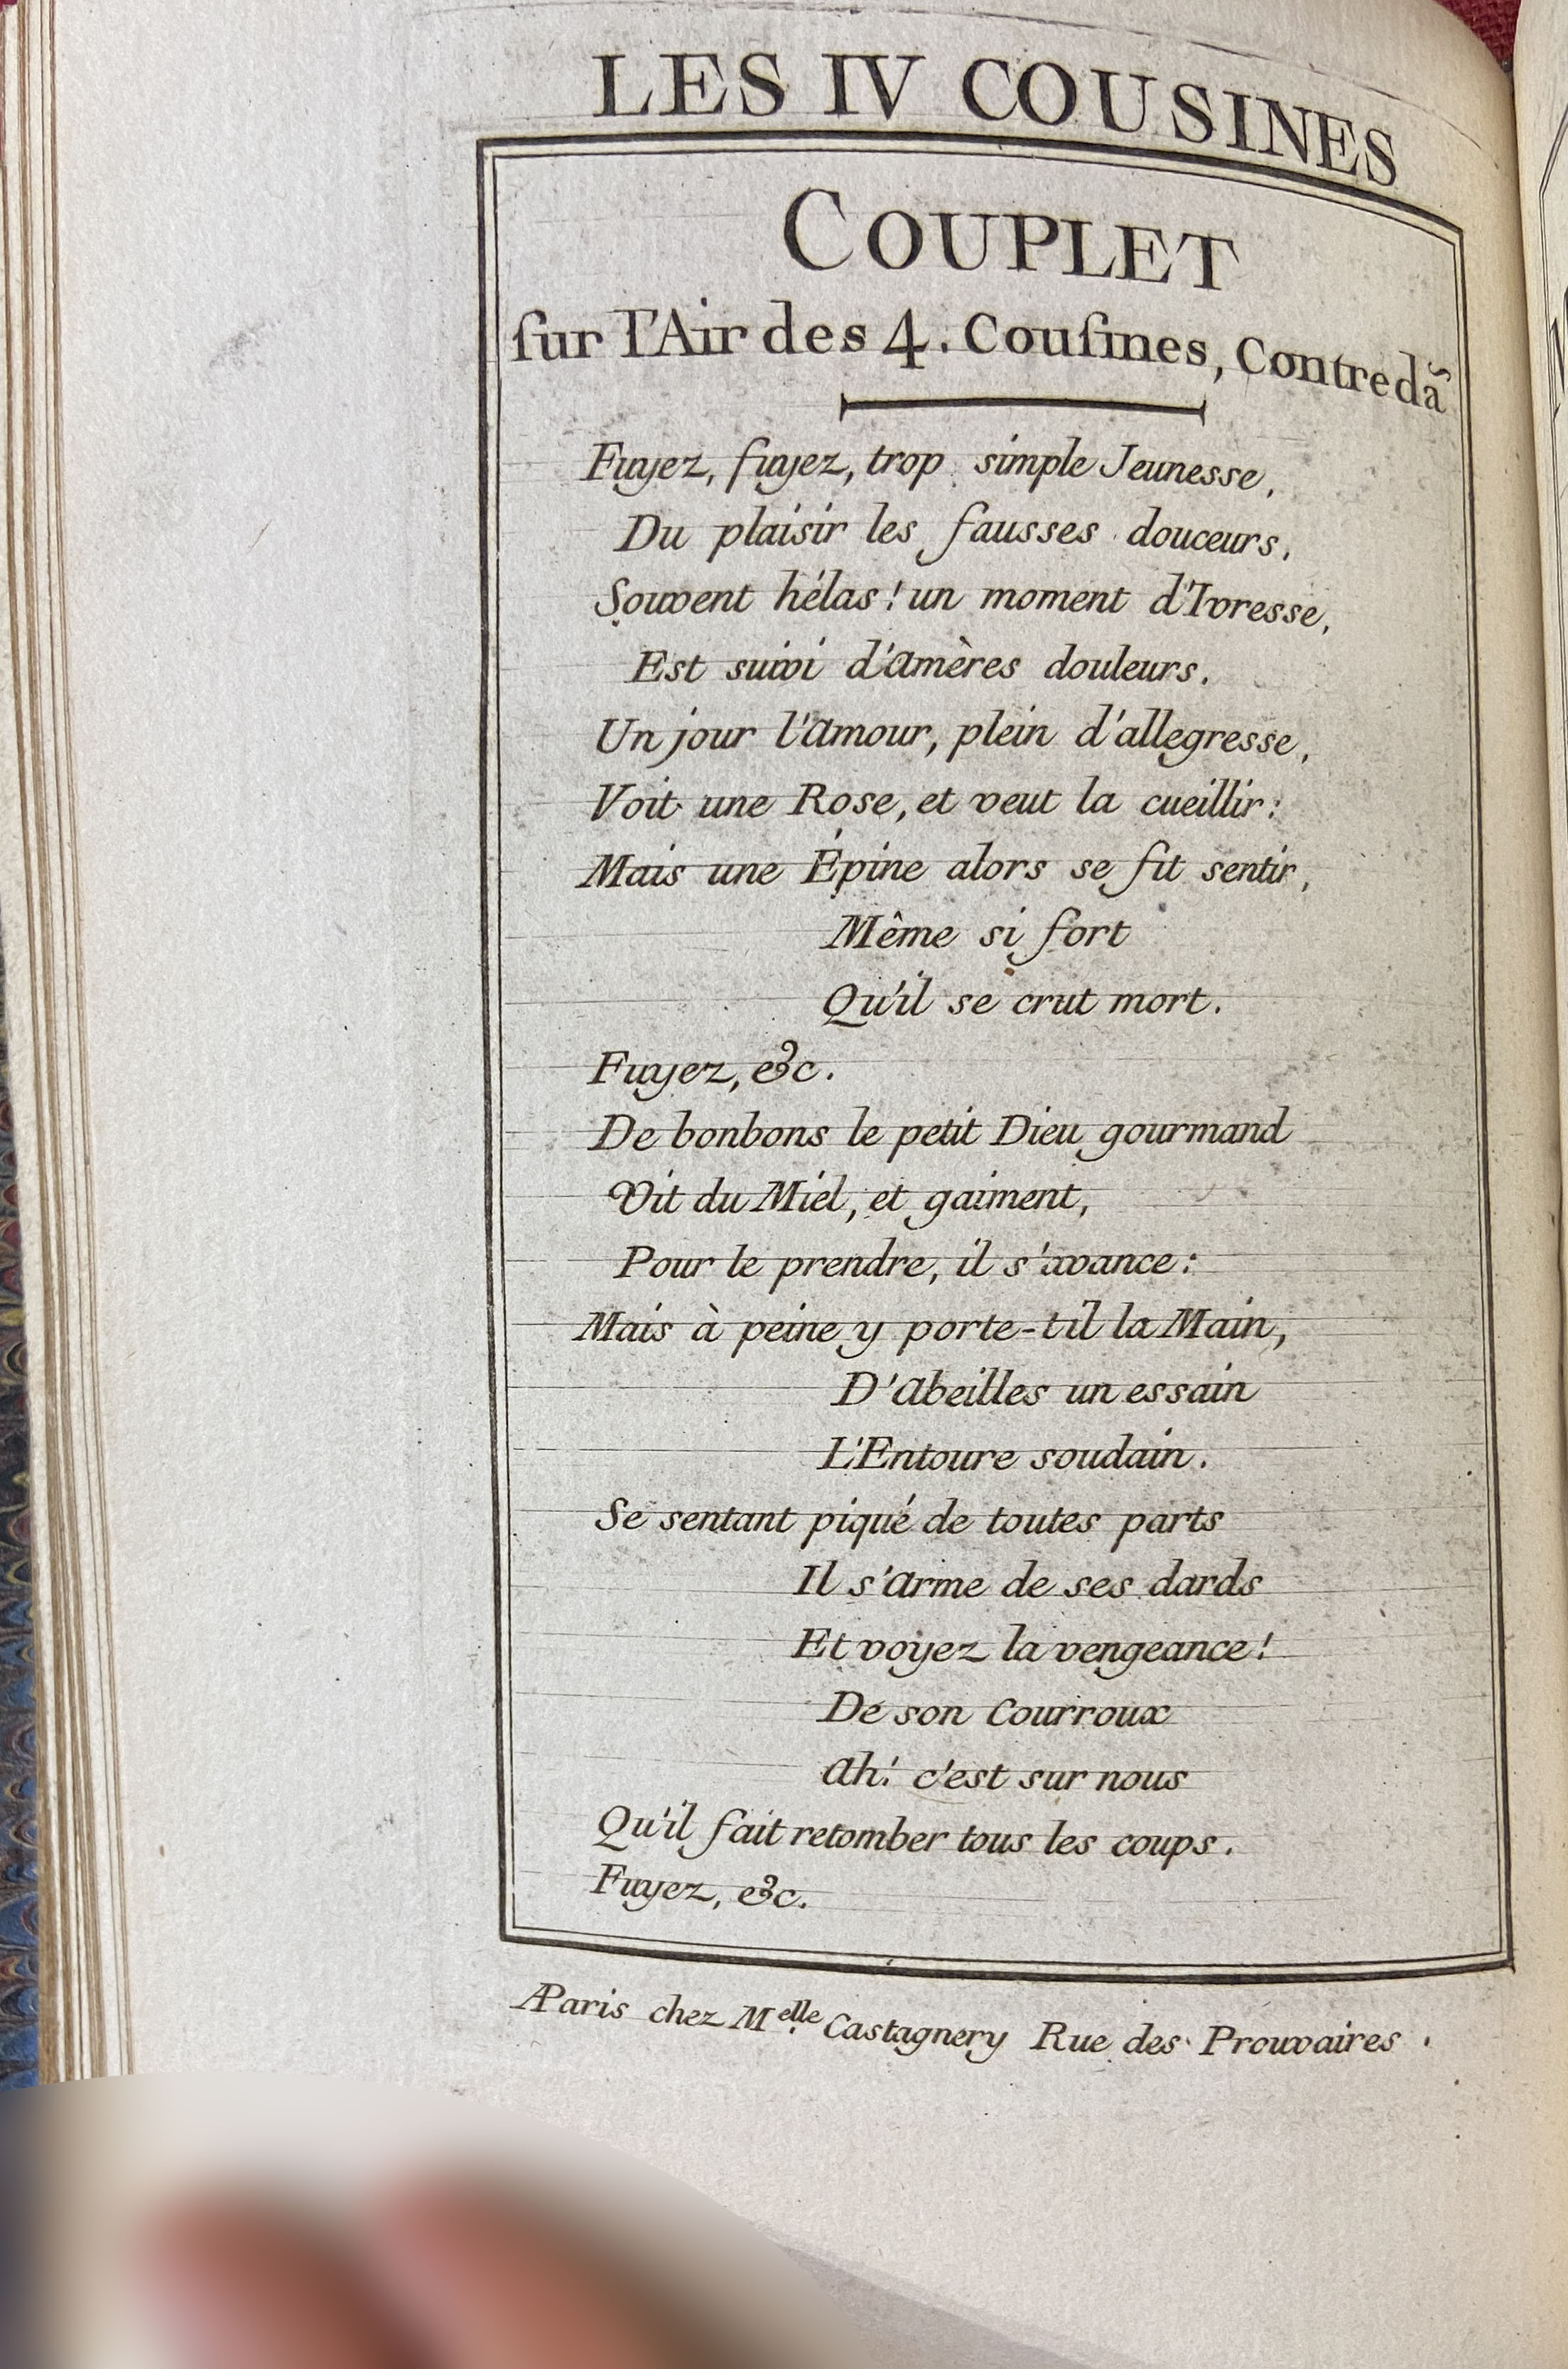 LES IV COUSINES
COUPLET
ſur l'Air des 4. Couſines, Contredãs
Fuyez, fuyez, trop simple Jeunesse,
Du plaisir les fausses douceurs,
Souvent hélas! un moment d'Ivresse,
Est suivi d'Amères douleurs.
Un jour l'Amour, plein d'allegresse,
Voit une Rose, et veut la cueillir:
Mais une Épine alors se fit sentir,
Même si fort
Qu'il se crut mort.
Fuyez, &c.
De bonbons le petit Dieu gourmand
Vit du Miel, et gaiment,
Pour le prendre, il s'avance:
Mais à peine y porte-til la Main,
D'Abeilles un essain
L'Entoure soudain.
Se sentant piqué de toutes parts
Il s'Arme de ses dards
Et voyez la vengeance!
De son Courroux
Ah! c'est sur nous
Qu'il fait retomber tous les coups.
Fuyez, &c.
A Paris chez Melle Castagnery Rue des Prouvaires.